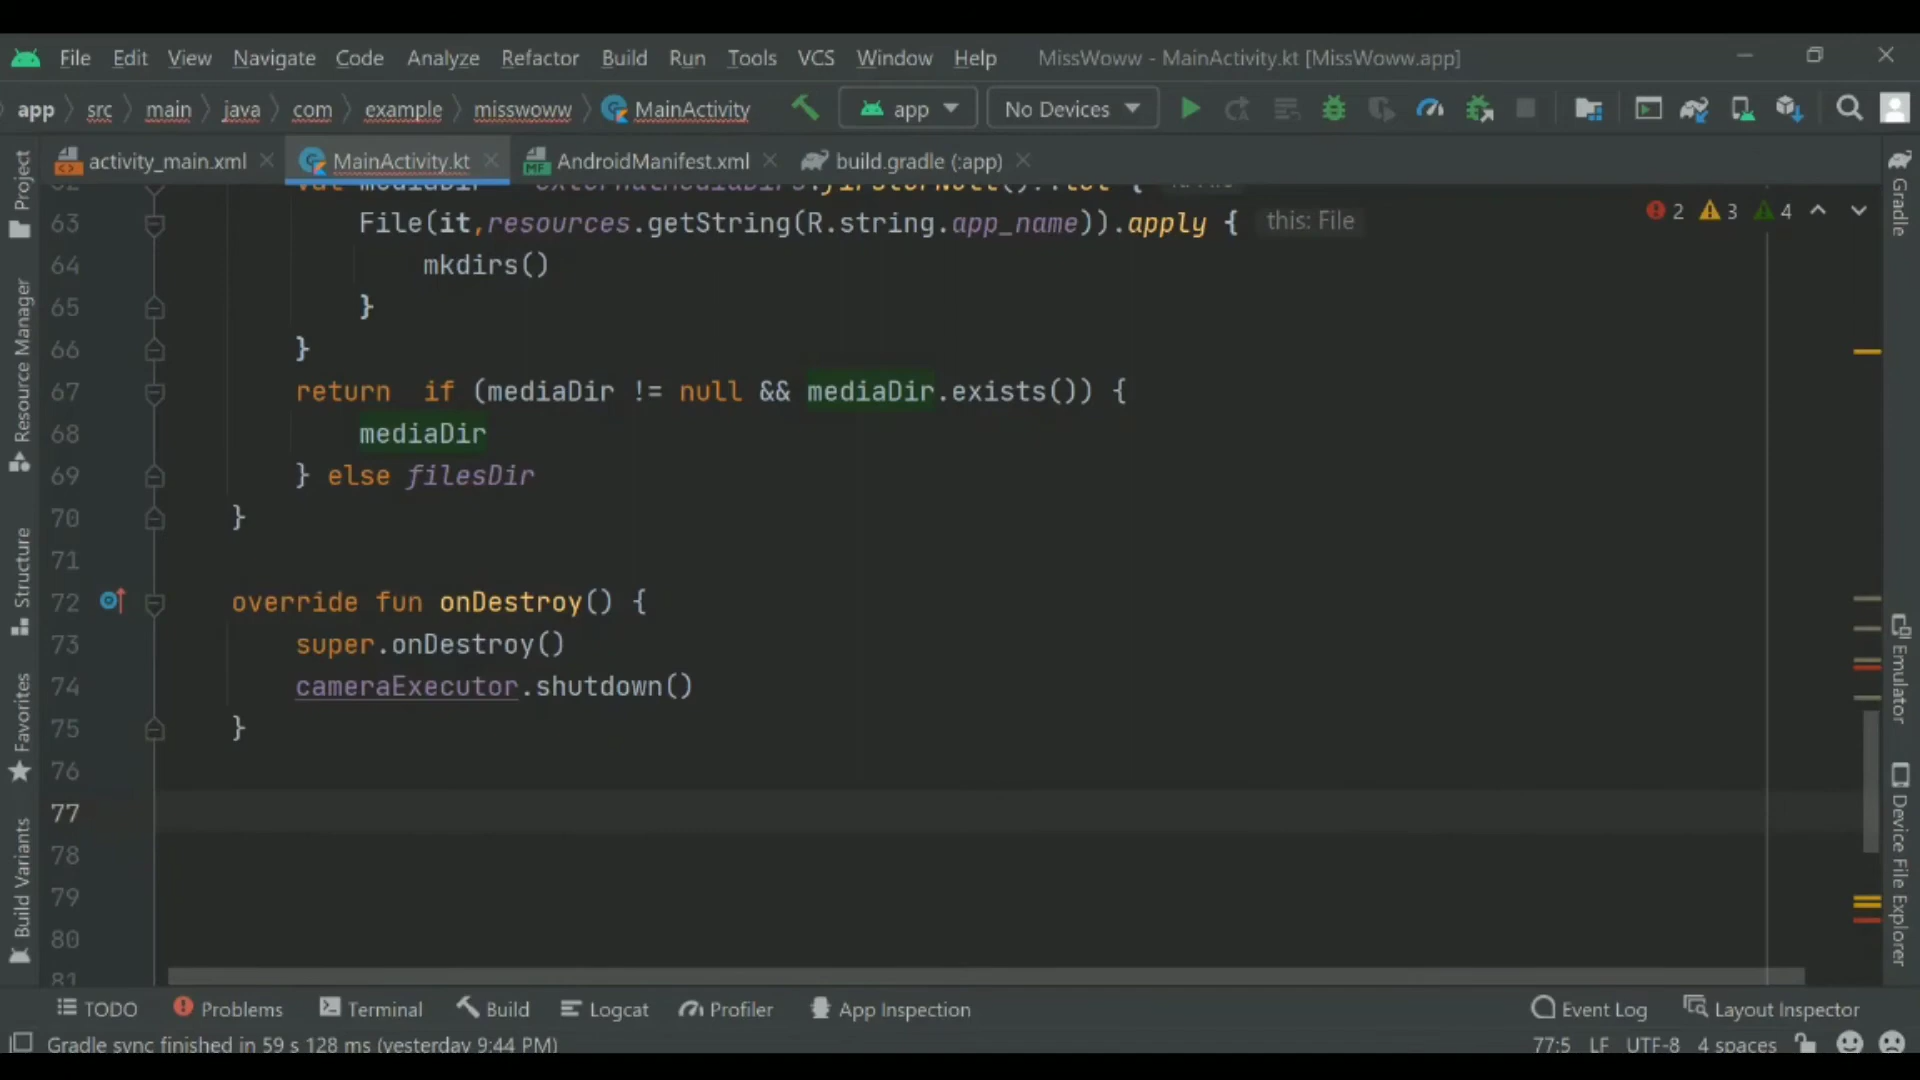 File Edit View Navigate Code Analyze Refactor Build Run Tools VCS Window Help MissWoww - MainActivity.kt [MissWoww.app]
app src main java com example misswoww MainActivity app No Devices
activity_main.xml MainActivity.kt AndroidManifest.xml build.gradle (:app)
Project
Resource Manager
Structure
Favorites
Build Variants
63 File(it,resources.getString(R.string.app_name)).apply { this: File
2 3 4
64 mkdirs()
65 }
66 }
67 return if (mediaDir != null && mediaDir.exists()) {
68 mediaDir
69 } else filesDir
70 }
71
72 override fun onDestroy() {
73 super.onDestroy()
74 cameraExecutor.shutdown()
75 }
76
77
78
79
80
81
Gradle
Emulator
Device File Explorer
TODO Problems Terminal Build Logcat Profiler App Inspection Event Log Layout Inspector
Gradle sync finished in 59 s 128 ms (yesterday 9:44 PM) 77:5 LF UTF-8 4 spaces